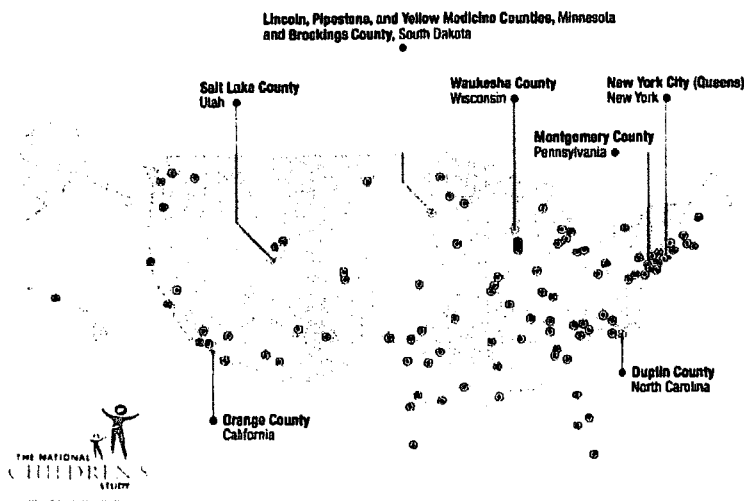 Lincoln, Pipestone, and Yellow Medicine Counties, Minnesota
and Brookings County, South Dakota
Salt Lake County
Utah
Waukesha County
Wisconsin
New York City (Queens)
New York
Montgomery County
Pennsylvania
Duplin County
North Carolina
Orange County
California
THE NATIONAL
CHILDREN'S
STUDY